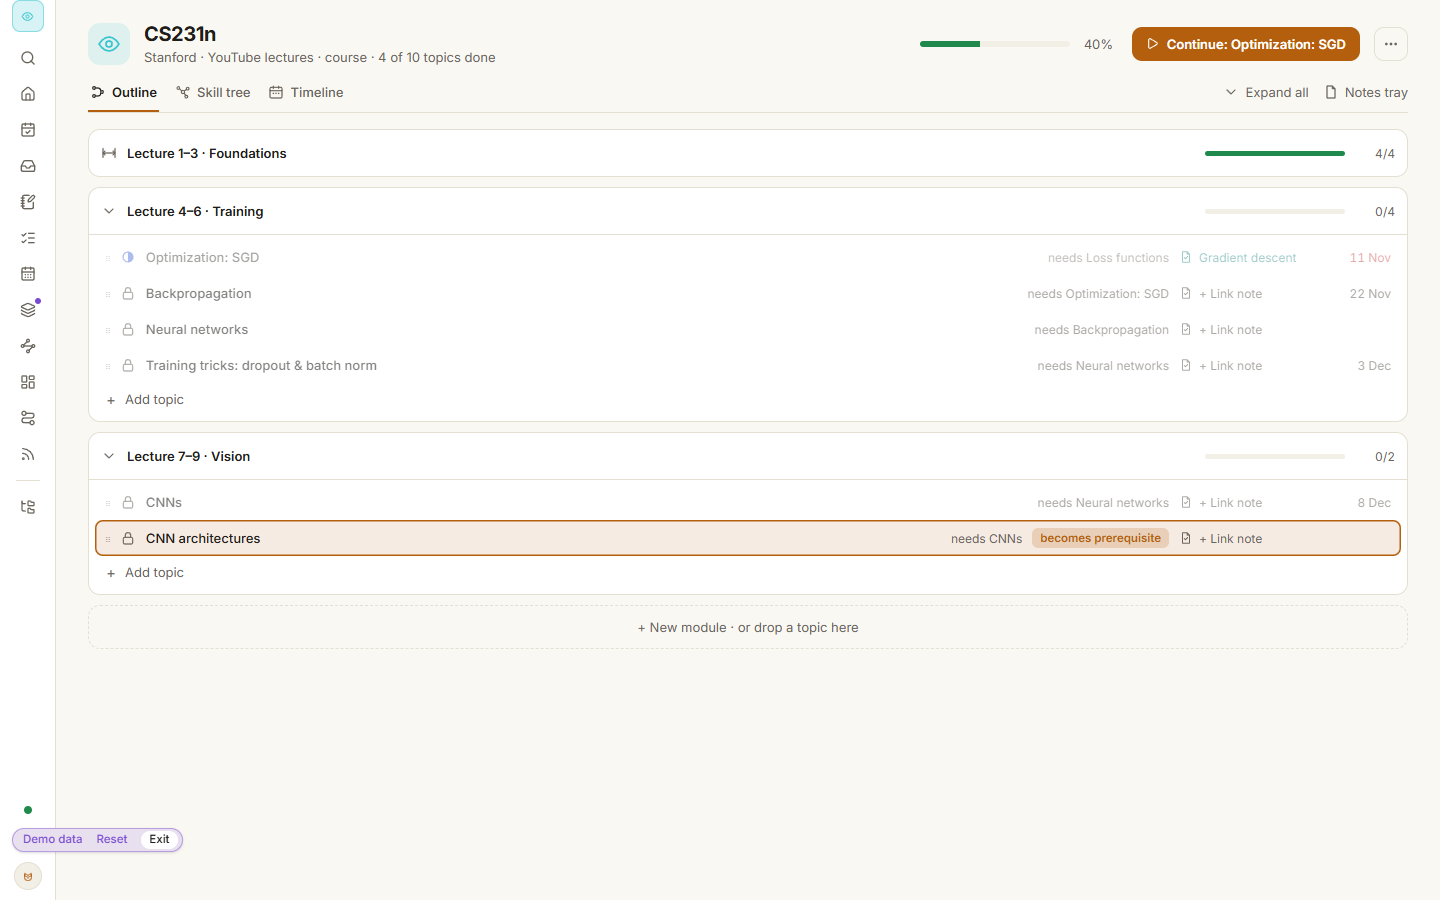 CS231n
Stanford · YouTube lectures · course · 4 of 10 topics done
40%
Continue: Optimization: SGD
Outline
Skill tree
Timeline
Expand all
Notes tray
Lecture 1–3 · Foundations
4/4
Lecture 4–6 · Training
0/4
Optimization: SGD
needs Loss functions
Gradient descent
11 Nov
Backpropagation
needs Optimization: SGD
+ Link note
22 Nov
Neural networks
needs Backpropagation
+ Link note
Training tricks: dropout & batch norm
needs Neural networks
+ Link note
3 Dec
+ Add topic
Lecture 7–9 · Vision
0/2
CNNs
needs Neural networks
+ Link note
8 Dec
CNN architectures
needs CNNs
becomes prerequisite
+ Link note
+ Add topic
+ New module · or drop a topic here
Demo data
Reset
Exit